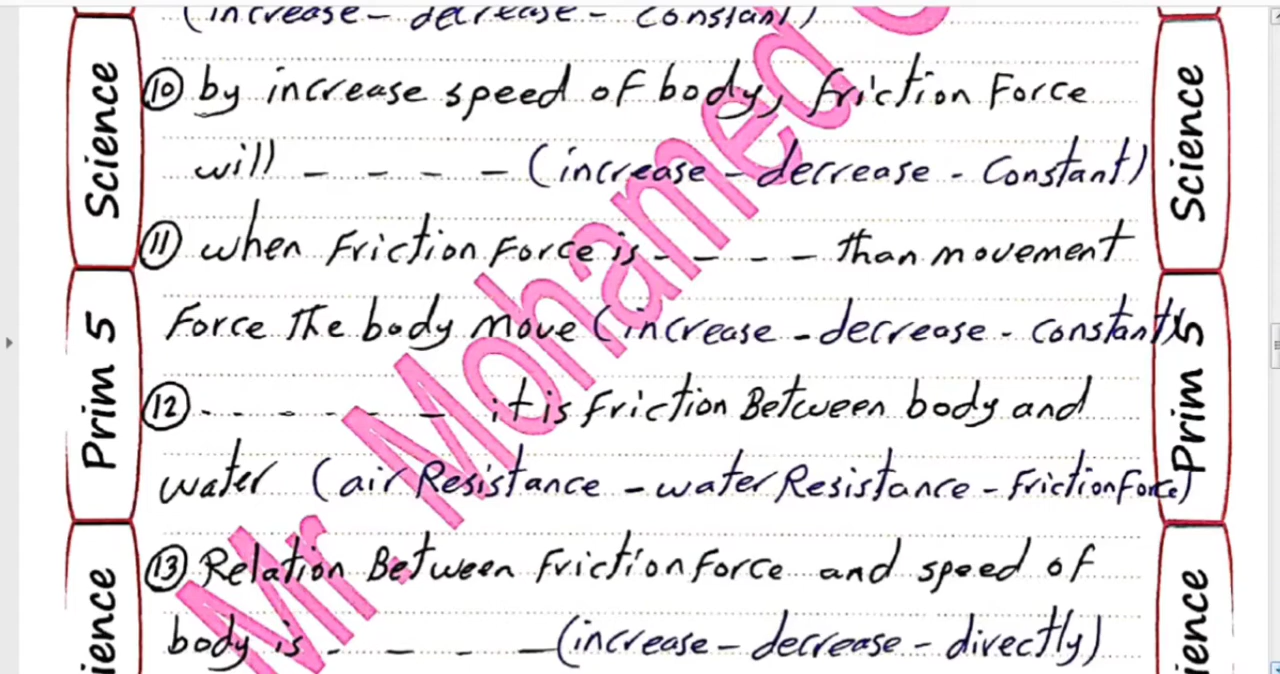 (increase - decrease - constant)
⑩ by increase speed of body, friction Force
will - - - - (increase - decrease - constant)
⑪ when Friction Force is - - - - than movement
Force the body move (increase - decrease - constant)
⑫ - - - - - - it is friction Between body and
water (air Resistance - water Resistance - friction force)
⑬ Relation Between friction force and speed of
body is - - - - (increase - decrease - directly)
Mr. Mohamed
Science
Prim 5
ience
Science
Prim 5
ience